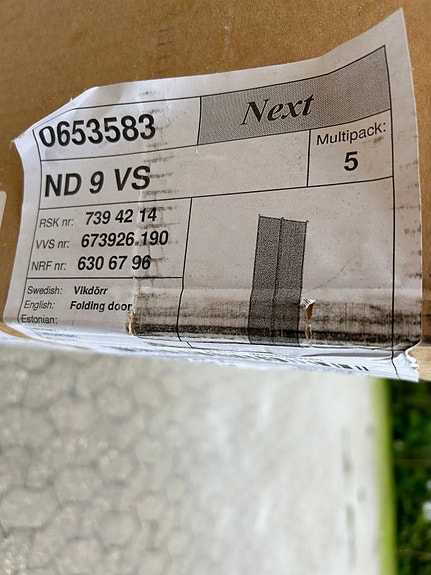 0653583
Next
ND 9 VS
Multipack:
5
RSK nr: 739 42 14
VVS nr: 673926.190
NRF nr: 630 67 96
Swedish: Vikdörr
English: Folding door
Estonian: